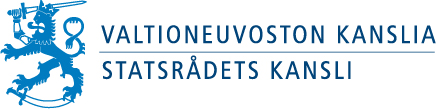 VALTIONEUVOSTON KANSLIA
STATSRÅDETS KANSLI